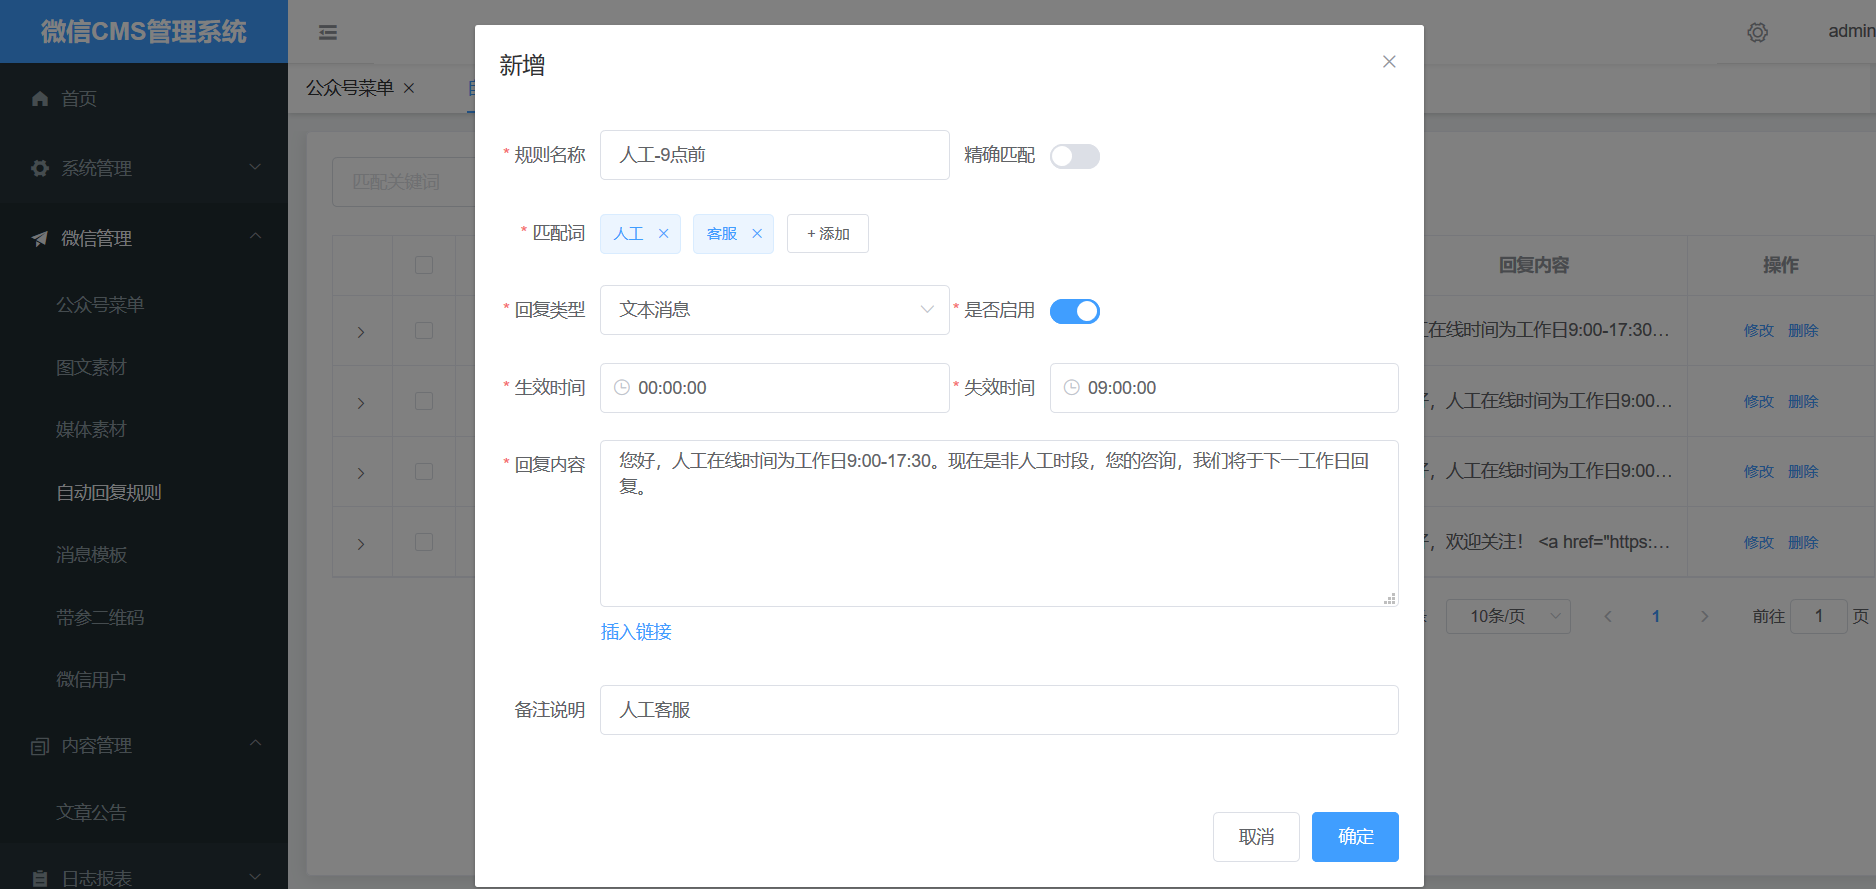 微信CMS管理系统
admin
首页
系统管理
微信管理
公众号菜单
图文素材
媒体素材
自动回复规则
消息模板
带参二维码
微信用户
内容管理
文章公告
日志报表
公众号菜单
匹配关键词
新增
* 规则名称 人工-9点前 精确匹配
* 匹配词 人工 客服 + 添加
* 回复类型 文本消息 * 是否启用
* 生效时间 00:00:00 * 失效时间 09:00:00
* 回复内容 您好，人工在线时间为工作日9:00-17:30。现在是非人工时段，您的咨询，我们将于下一工作日回
复。
插入链接
备注说明 人工客服
取消 确定
回复内容 操作
在线时间为工作日9:00-17:30... 修改 删除
，人工在线时间为工作日9:00... 修改 删除
，人工在线时间为工作日9:00... 修改 删除
，欢迎关注！ <a href="https:... 修改 删除
10条/页 1 前往 1 页